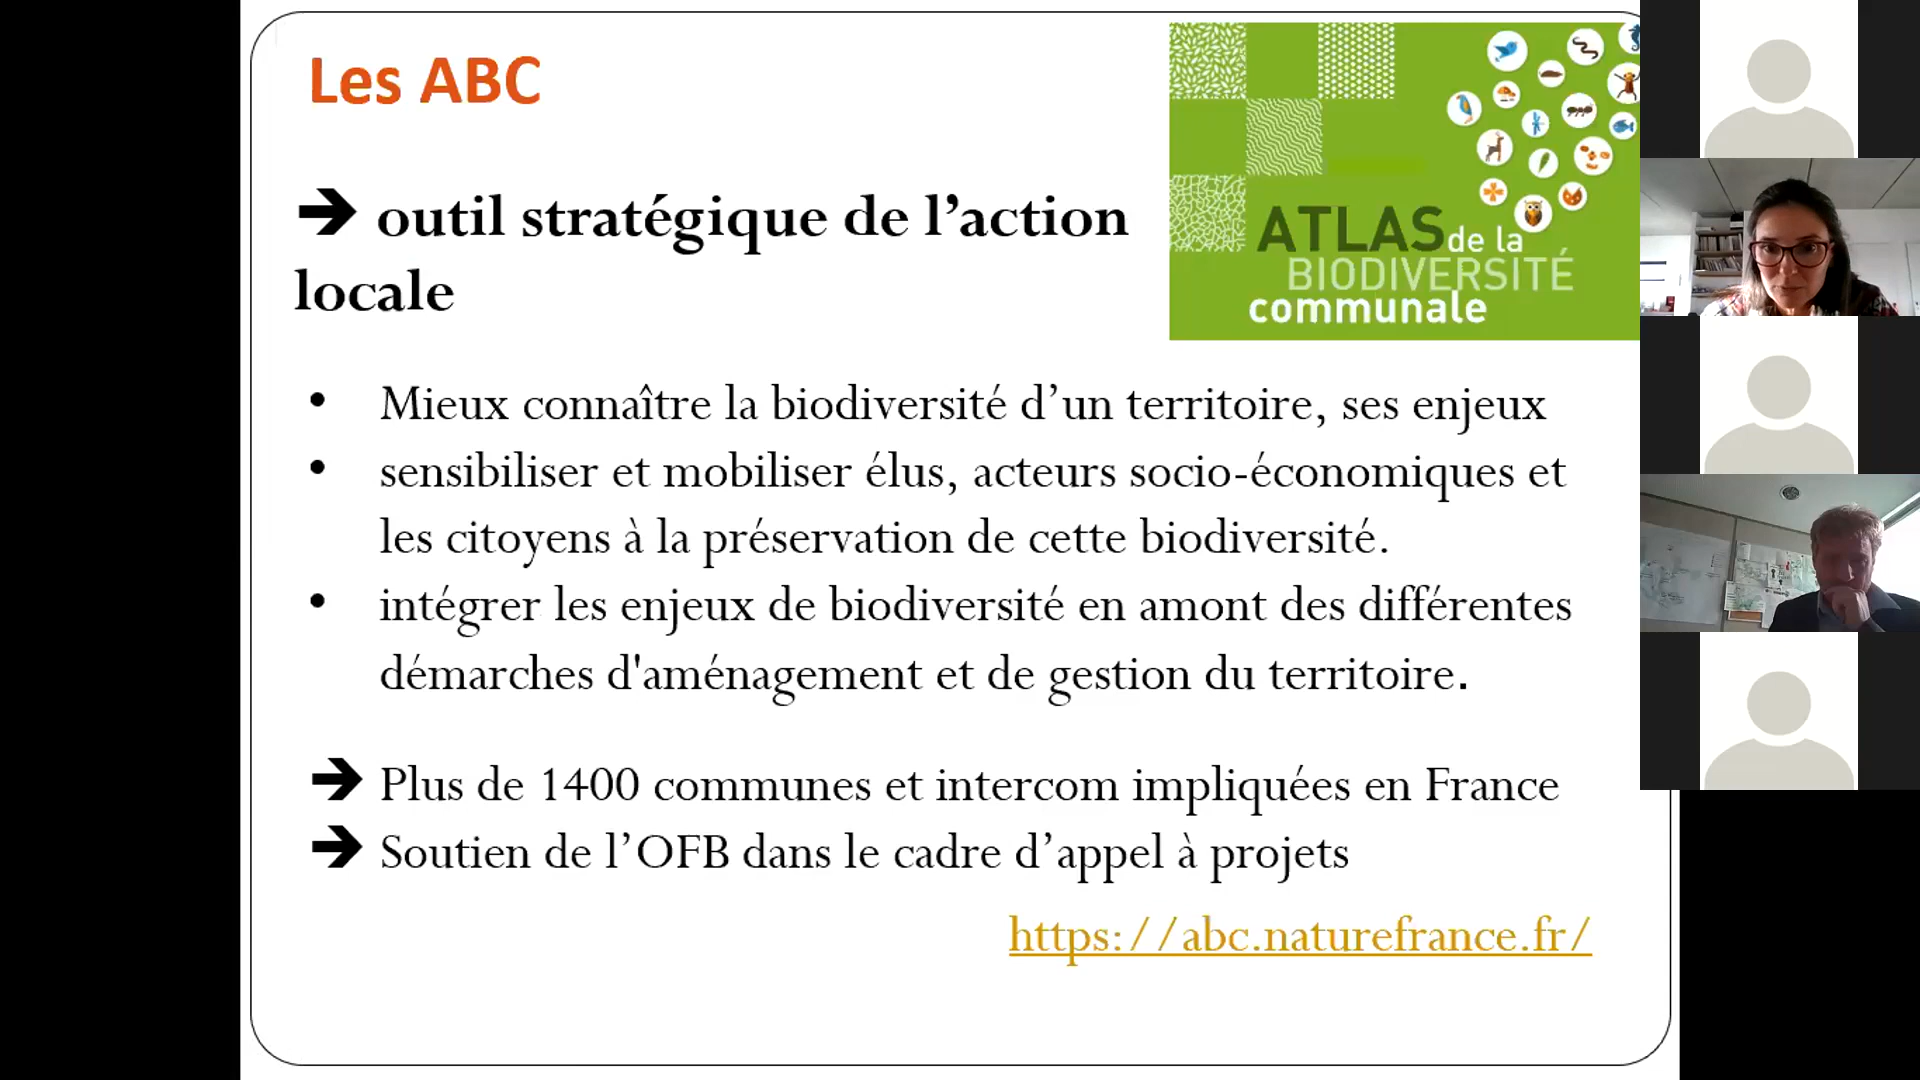 Les ABC
➔ outil stratégique de l’action
locale
ATLAS de la
BIODIVERSITÉ
communale
• Mieux connaître la biodiversité d’un territoire, ses enjeux
• sensibiliser et mobiliser élus, acteurs socio-économiques et
les citoyens à la préservation de cette biodiversité.
• intégrer les enjeux de biodiversité en amont des différentes
démarches d'aménagement et de gestion du territoire.
➔ Plus de 1400 communes et intercom impliquées en France
➔ Soutien de l’OFB dans le cadre d’appel à projets
https://abc.naturefrance.fr/